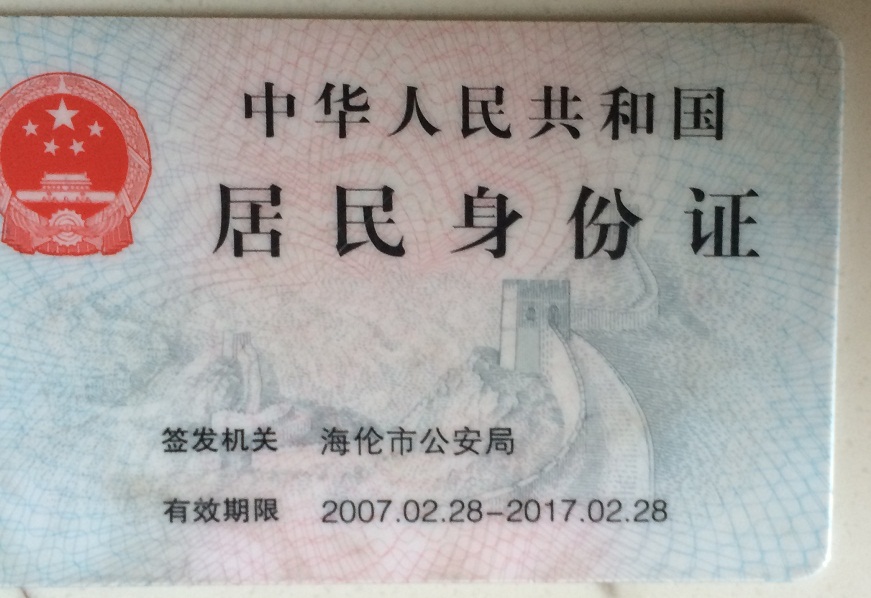 中华人民共和国
居民身份证
签发机关 海伦市公安局
有效期限 2007.02.28-2017.02.28